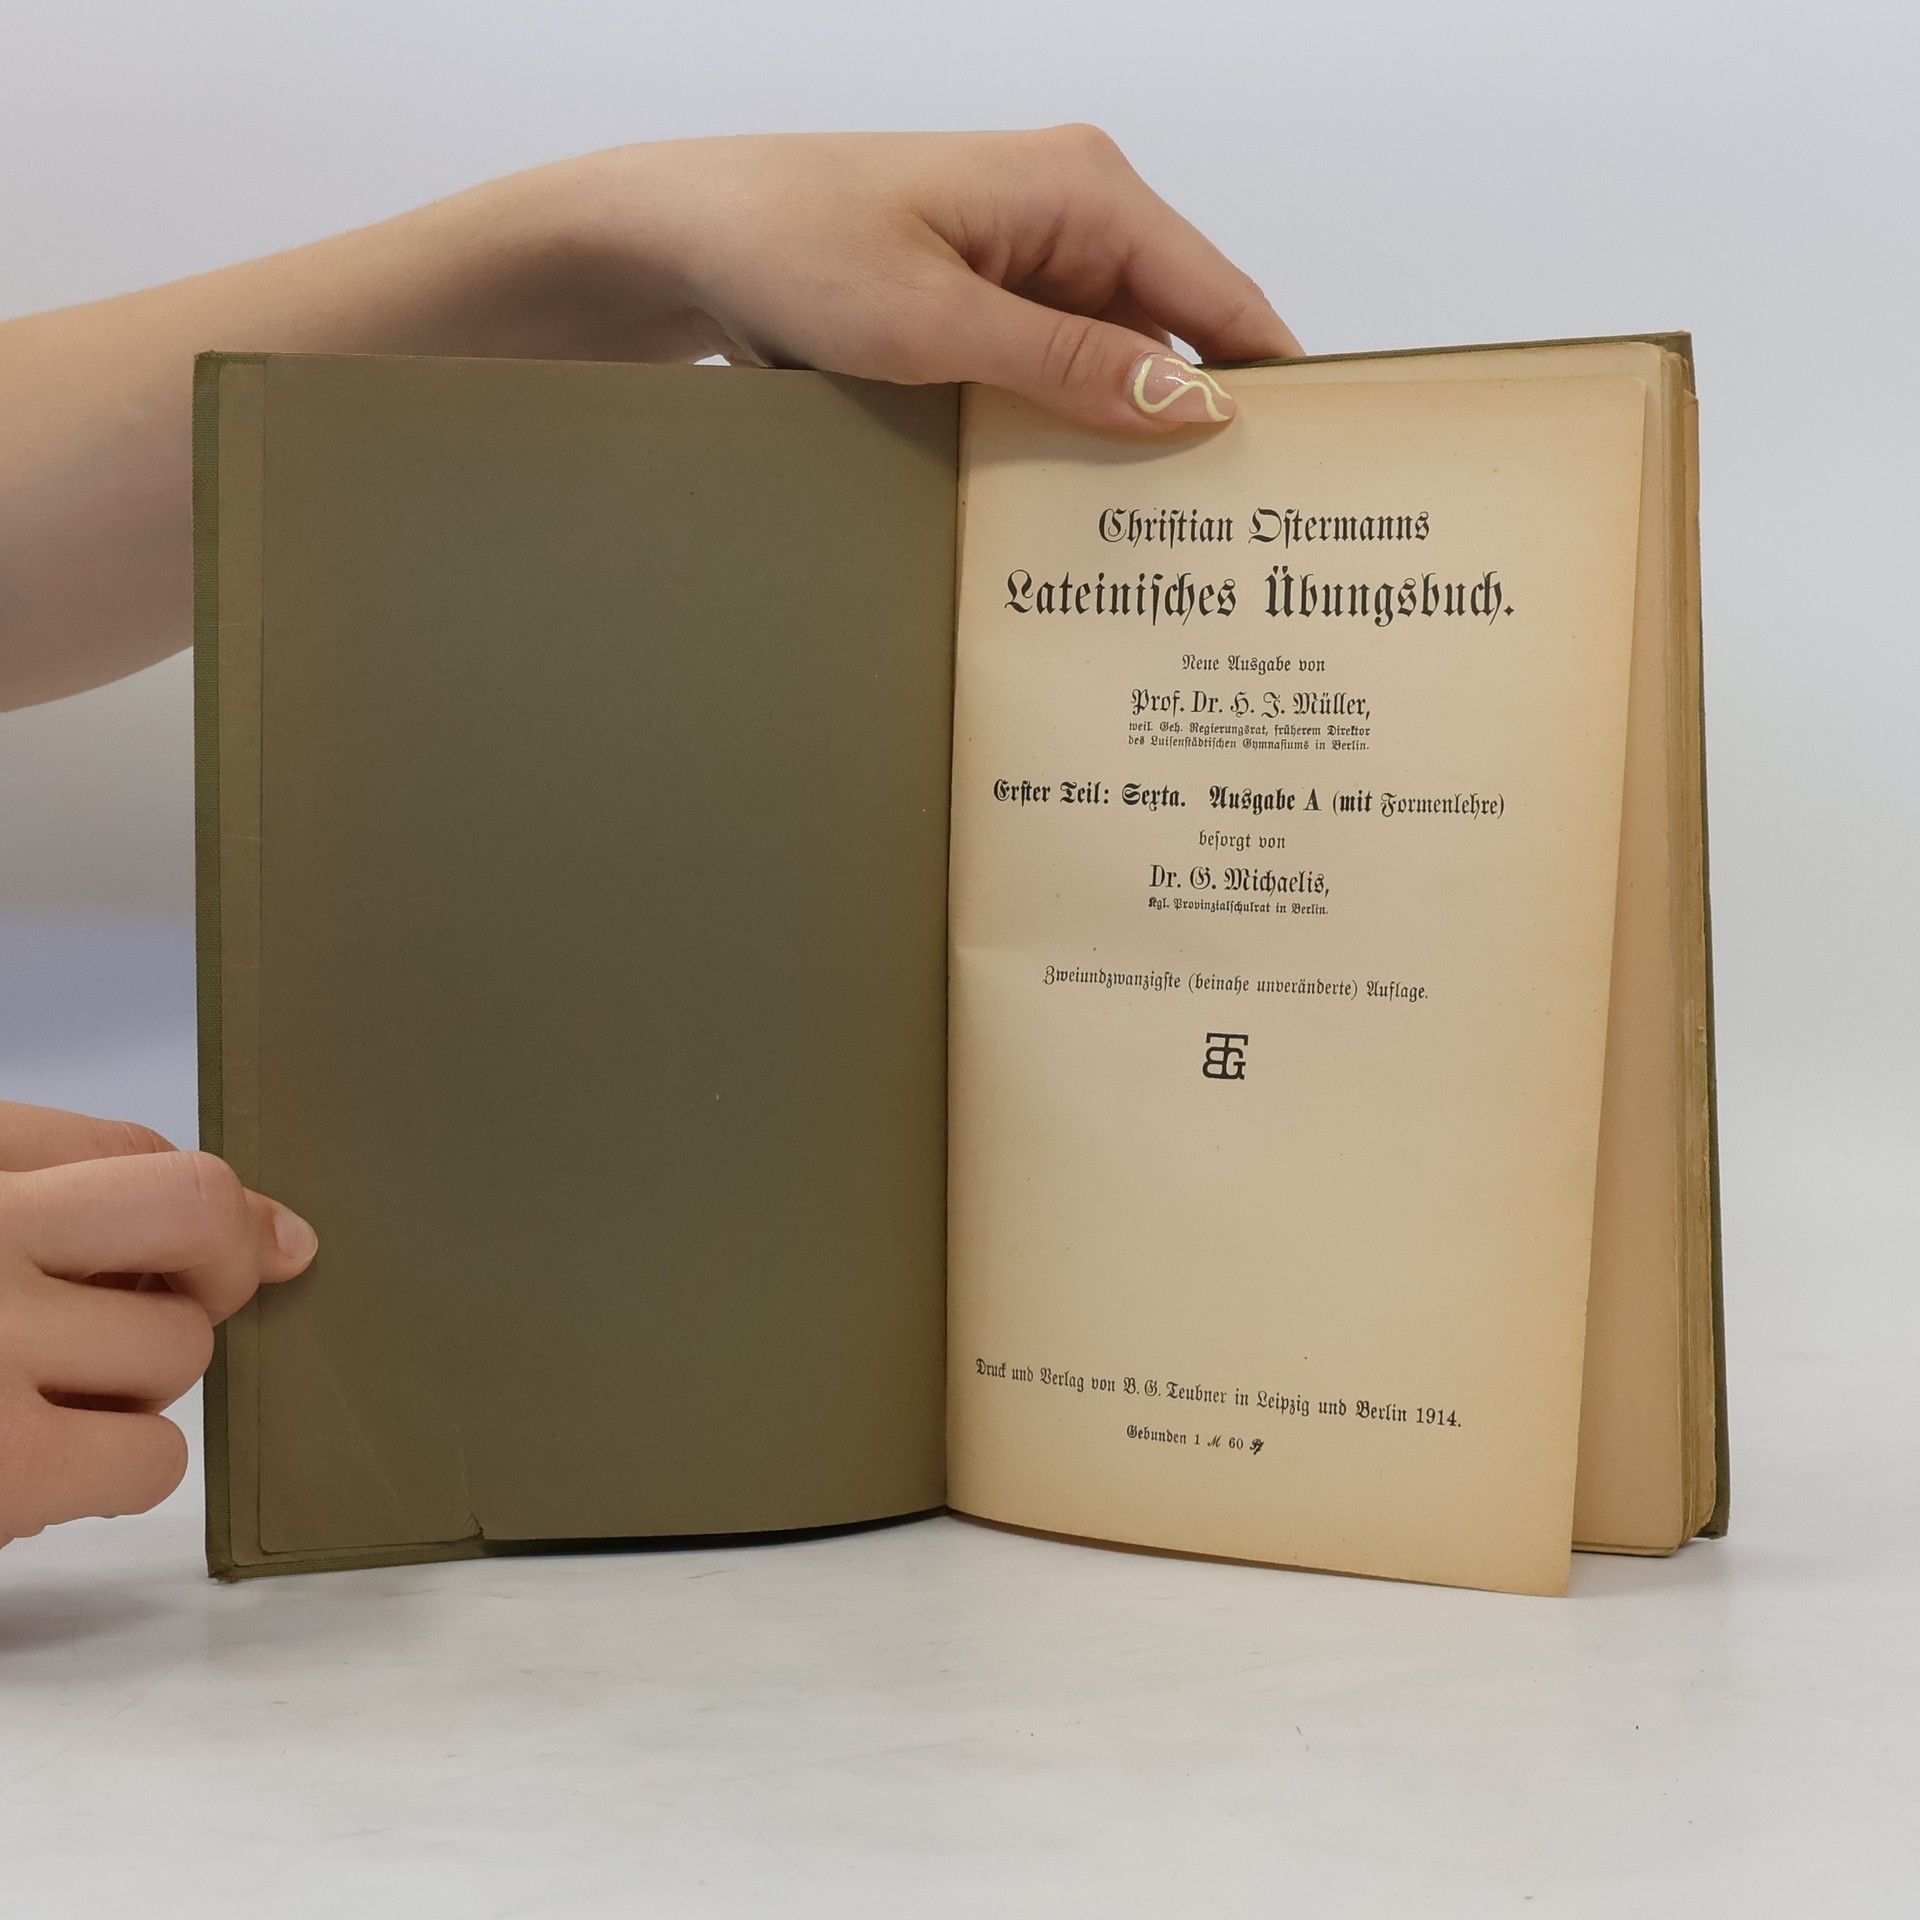 Christian Ostermanns
Lateinisches Übungsbuch.
Neue Ausgabe von
Prof. Dr. H. J. Müller,
weil. Geh. Regierungsrat, früherem Direktor
des Luisenstädtischen Gymnasiums in Berlin.
Erster Teil: Sexta. Ausgabe A (mit Formenlehre)
besorgt von
Dr. G. Michaelis,
Kgl. Provinzialschulrat in Berlin.
Zweiundzwanzigste (beinahe unveränderte) Auflage.
BTG
Druck und Verlag von B. G. Teubner in Leipzig und Berlin 1914.
Gebunden 1 ℳ 60 ₰